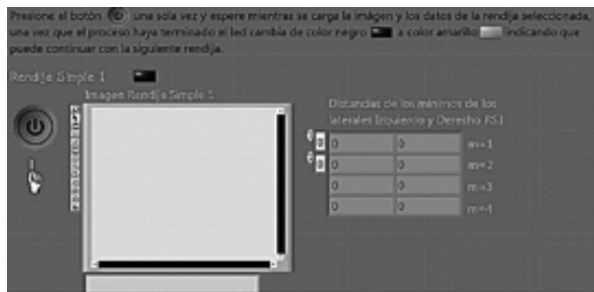 Presione el botón una sola vez y espere mientras se carga la imágen y los datos de la rendija seleccionada,
una vez que el proceso haya terminado el led cambia de color negro a color amarillo indicando que
puede continuar con la siguiente rendija.
Rendija Simple 1
Imagen Rendija Simple 1
Distancias de los mínimos de los
laterales Izquierdo y Derecho RS1
0 0 0 m=1
0 0 0 m=2
0 0 m=3
0 0 m=4